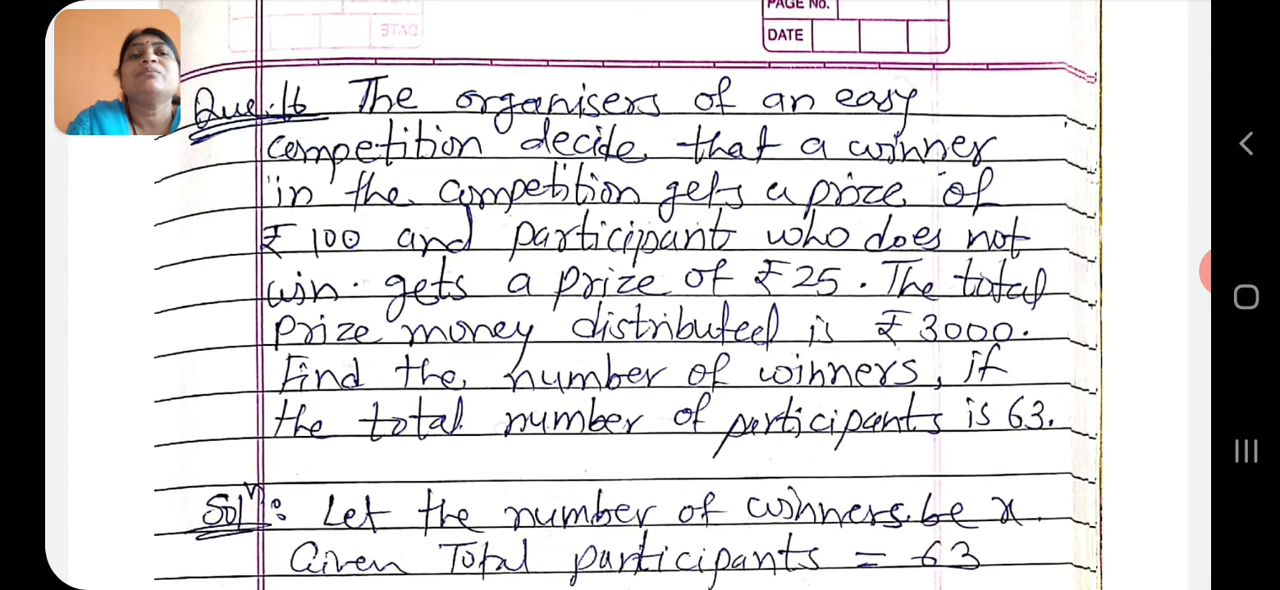 PAGE No.
DATE
DATE
Que.16 The organisers of an easy
competition decide that a winner
in the competition gets a prize of
₹ 100 and participant who does not
win gets a prize of ₹ 25. The total
prize money distributed is ₹ 3000.
Find the number of winners, if
the total number of participants is 63.
Solⁿ: Let the number of winners be x.
Given Total participants = 63